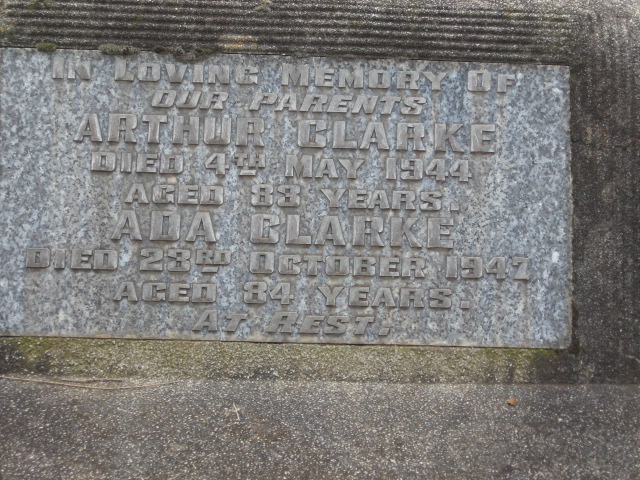 IN LOVING MEMORY OF
OUR PARENTS
ARTHUR CLARKE
DIED 4TH MAY 1944
AGED 83 YEARS.
ADA CLARKE
DIED 23RD OCTOBER 1947
AGED 84 YEARS.
AT REST.